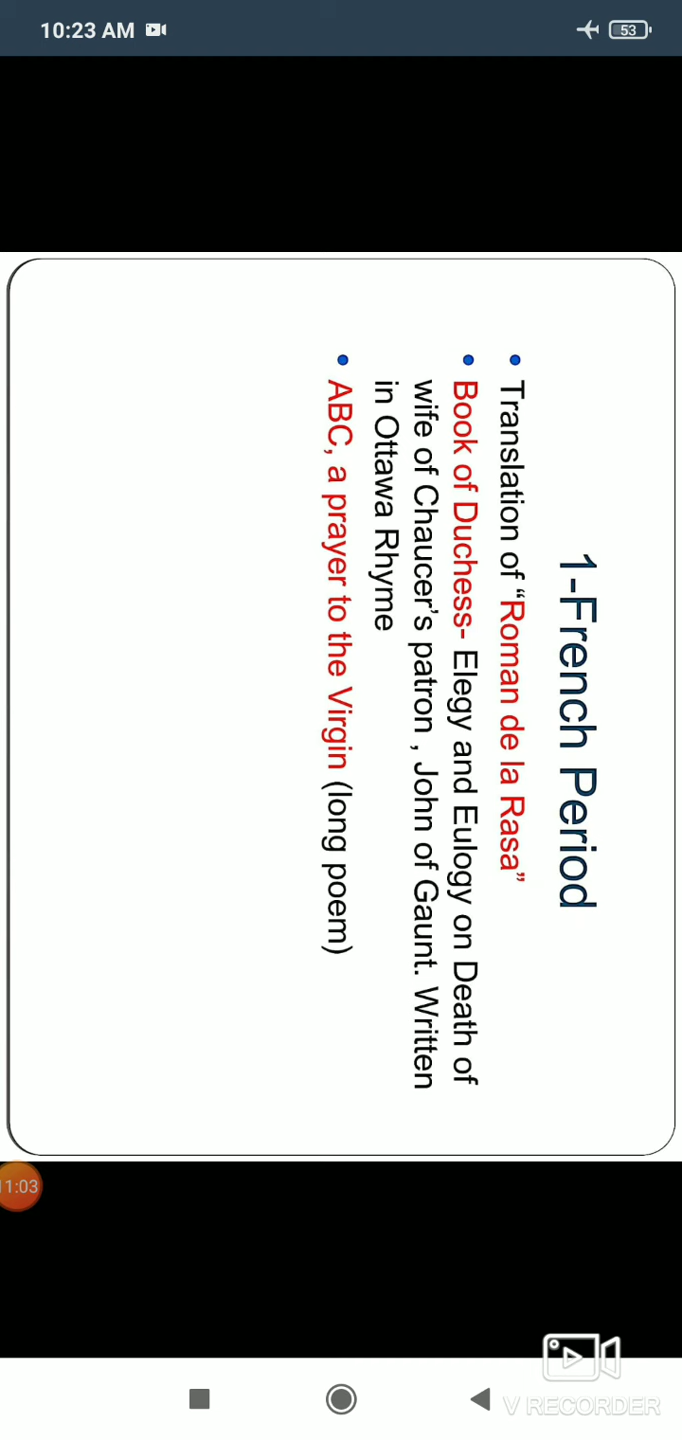 10:23 AM
53
1-French Period
• Translation of “Roman de la Rasa”
• Book of Duchess- Elegy and Eulogy on Death of
wife of Chaucer’s patron , John of Gaunt. Written
in Ottawa Rhyme
• ABC, a prayer to the Virgin (long poem)
11:03
V RECORDER